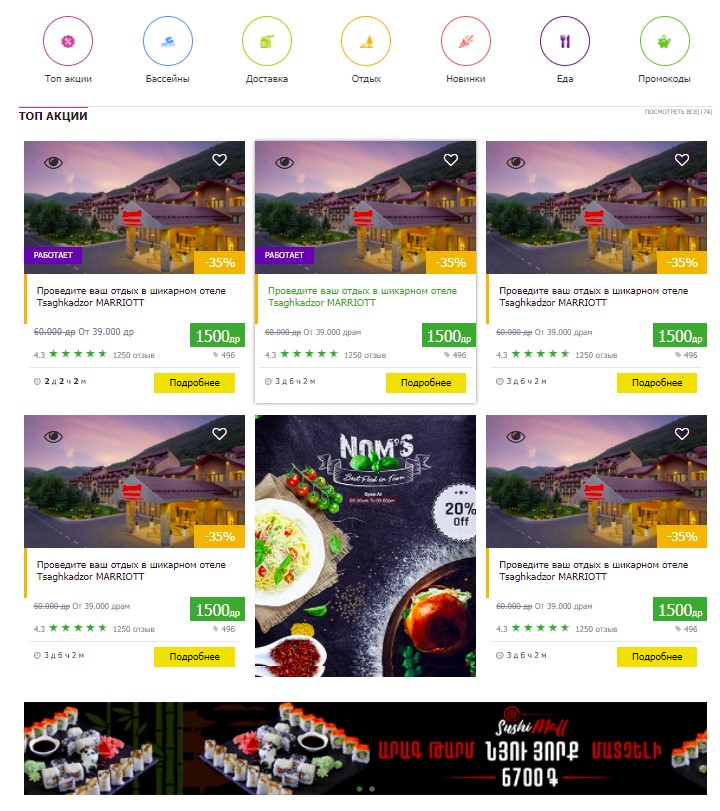 Топ акции
Бассейны
Доставка
Отдых
Новинки
Еда
Промокоды
ТОП АКЦИИ
ПОСМОТРЕТЬ ВСЕ(174)
РАБОТАЕТ
-35%
Проведите ваш отдых в шикарном отеле
Tsaghkadzor MARRIOTT
60.000 др От 39.000 др
1500др
4.3
1250 отзыв
496
2 д 2 ч 2 м
Подробнее
РАБОТАЕТ
-35%
Проведите ваш отдых в шикарном отеле
Tsaghkadzor MARRIOTT
60.000 др От 39.000 драм
1500др
4.3
1250 отзыв
496
3 д 6 ч 2 м
Подробнее
-35%
Проведите ваш отдых в шикарном отеле
Tsaghkadzor MARRIOTT
60.000 др От 39.000 драм
1500др
4.3
1250 отзыв
496
3 д 6 ч 2 м
Подробнее
-35%
Проведите ваш отдых в шикарном отеле
Tsaghkadzor MARRIOTT
60.000 др От 39.000 драм
1500др
4.3
1250 отзыв
496
3 д 6 ч 2 м
Подробнее
NOM'S
Best Food in Town
Open At
20%
Off
-35%
Проведите ваш отдых в шикарном отеле
Tsaghkadzor MARRIOTT
60.000 др От 39.000 драм
1500др
4.3
1250 отзыв
496
3 д 6 ч 2 м
Подробнее
Sushi Mall
ԱՐԱԳ ԹԱՐՄ ՆՅՈՒ ՅՈՐՔ ՄԱՏՉԵԼԻ
6700 ֏